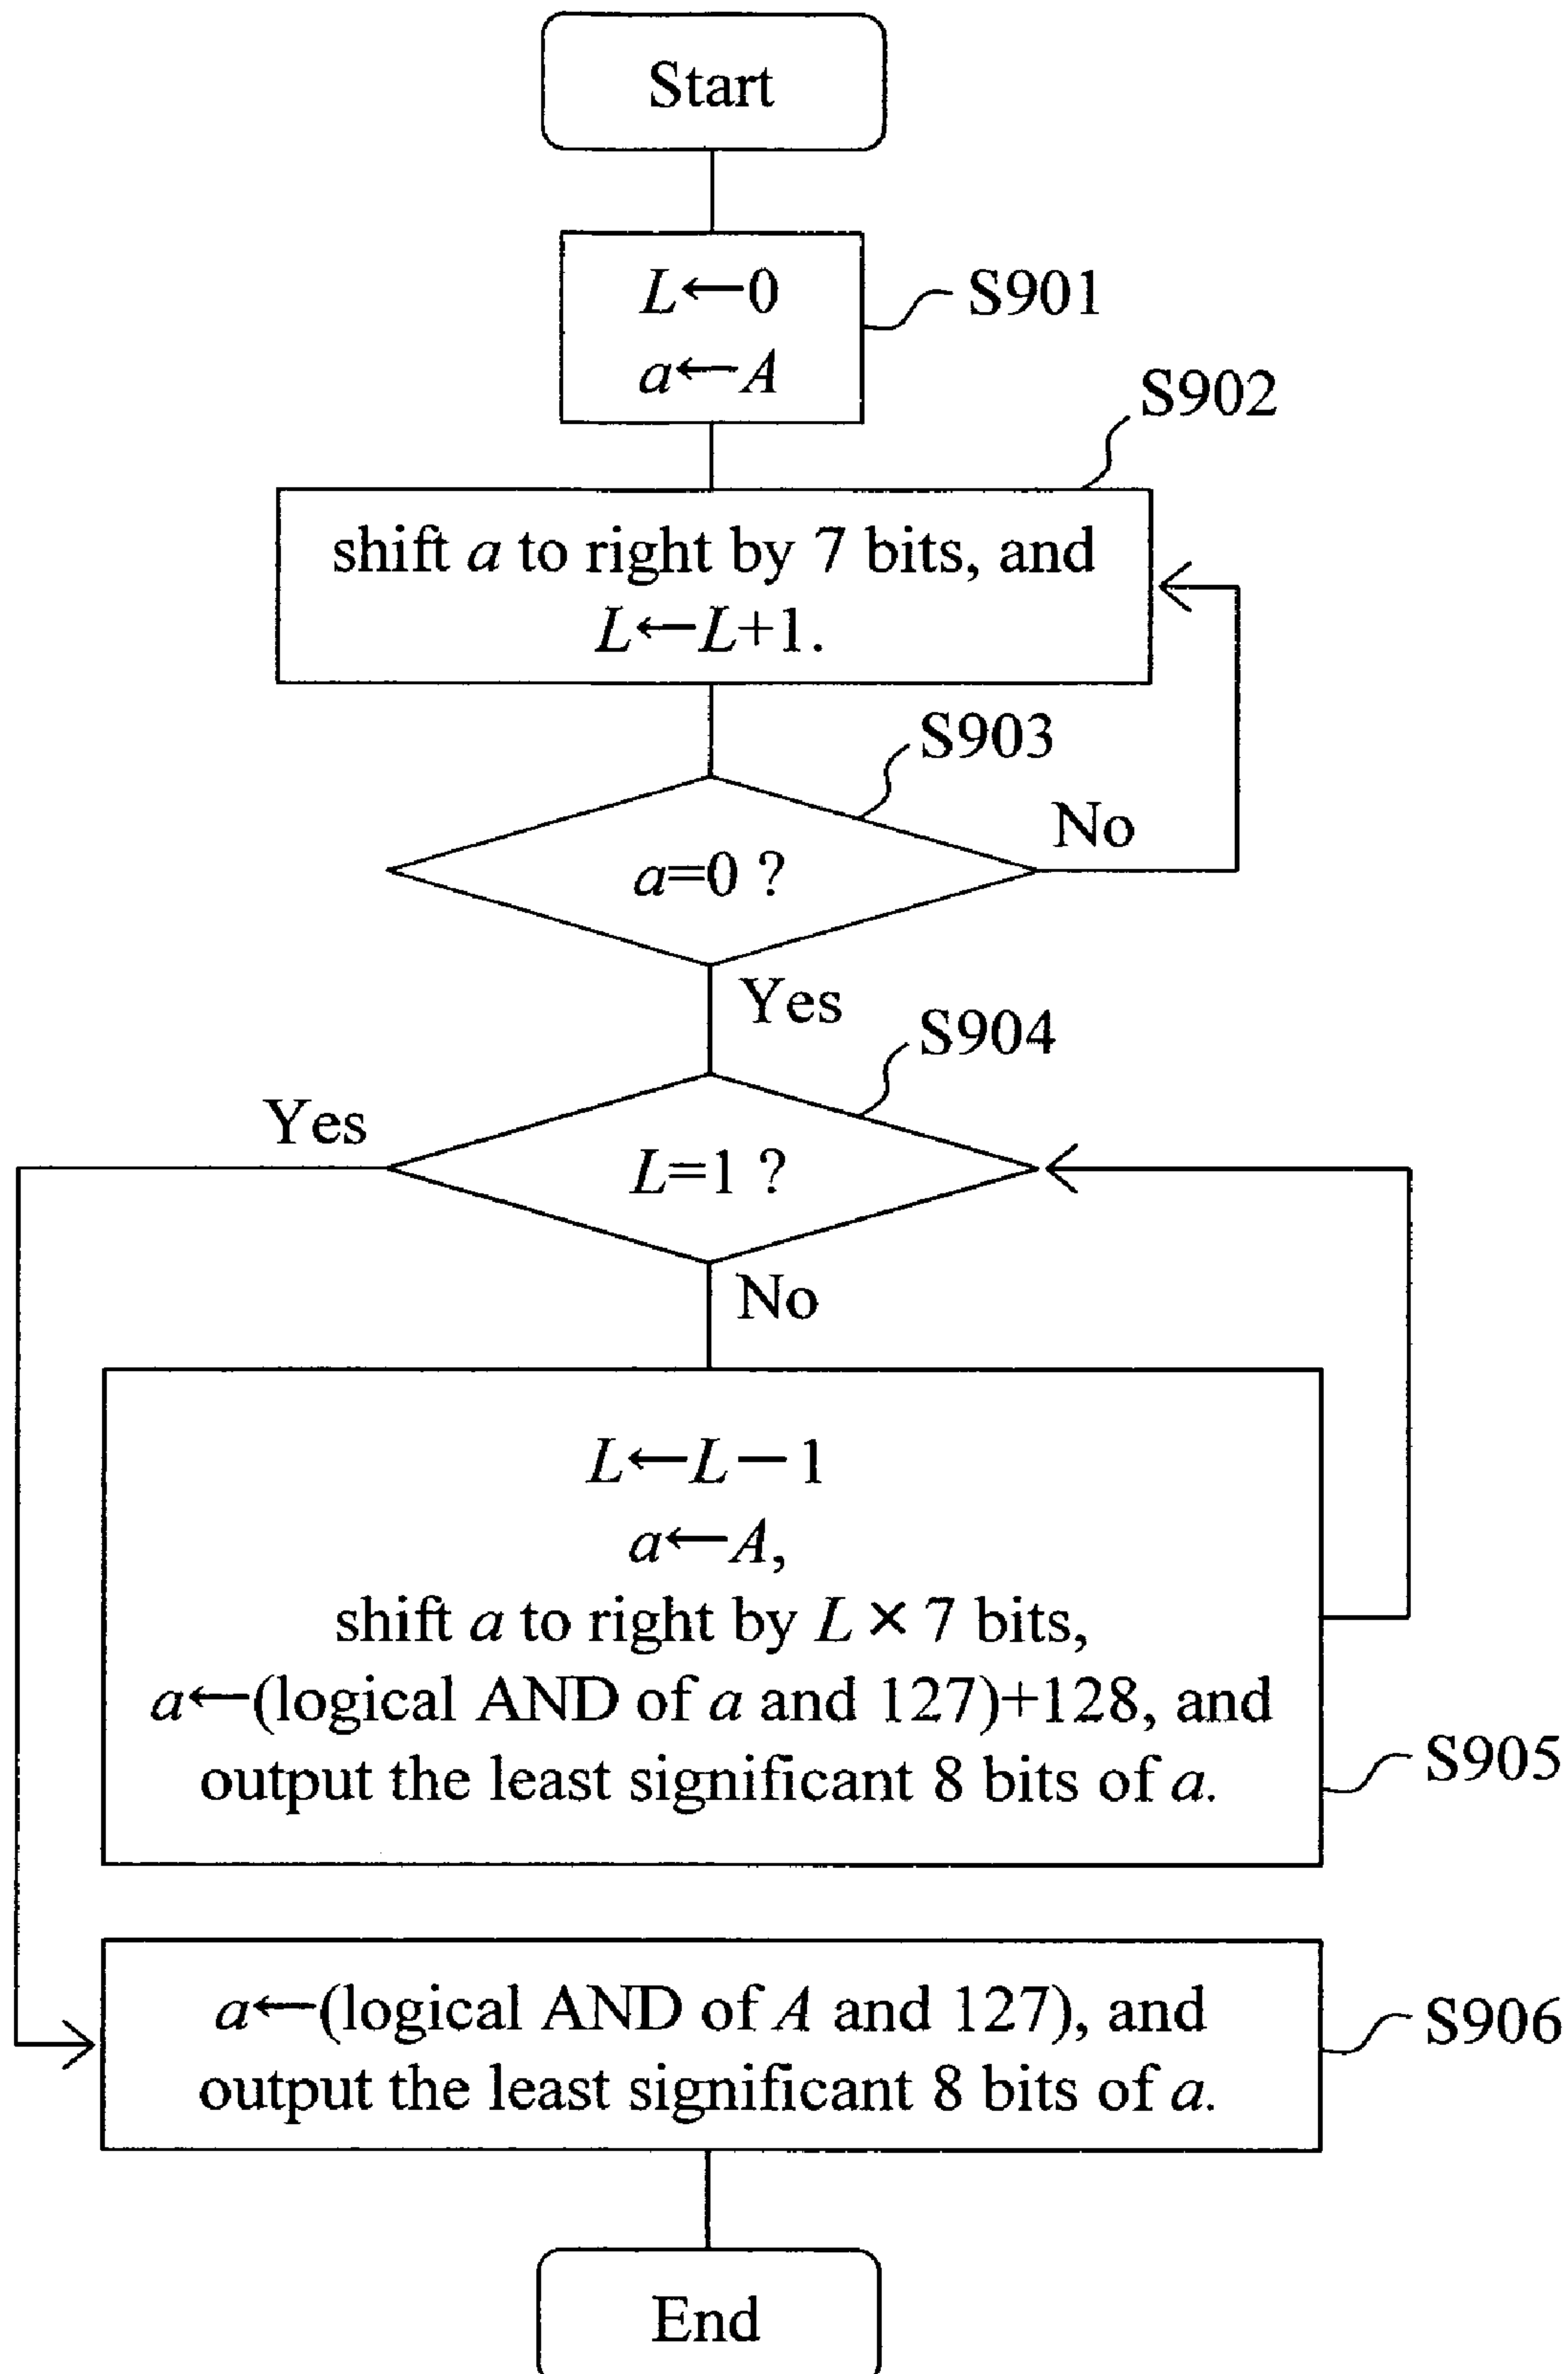 Start
L←0
a←A
S901
S902
shift a to right by 7 bits, and
L←L+1.
S903
a=0 ?
No
Yes
S904
Yes
L=1 ?
No
L←L−1
a←A,
shift a to right by L × 7 bits,
a←(logical AND of a and 127)+128, and
output the least significant 8 bits of a.
S905
a←(logical AND of A and 127), and
output the least significant 8 bits of a.
S906
End